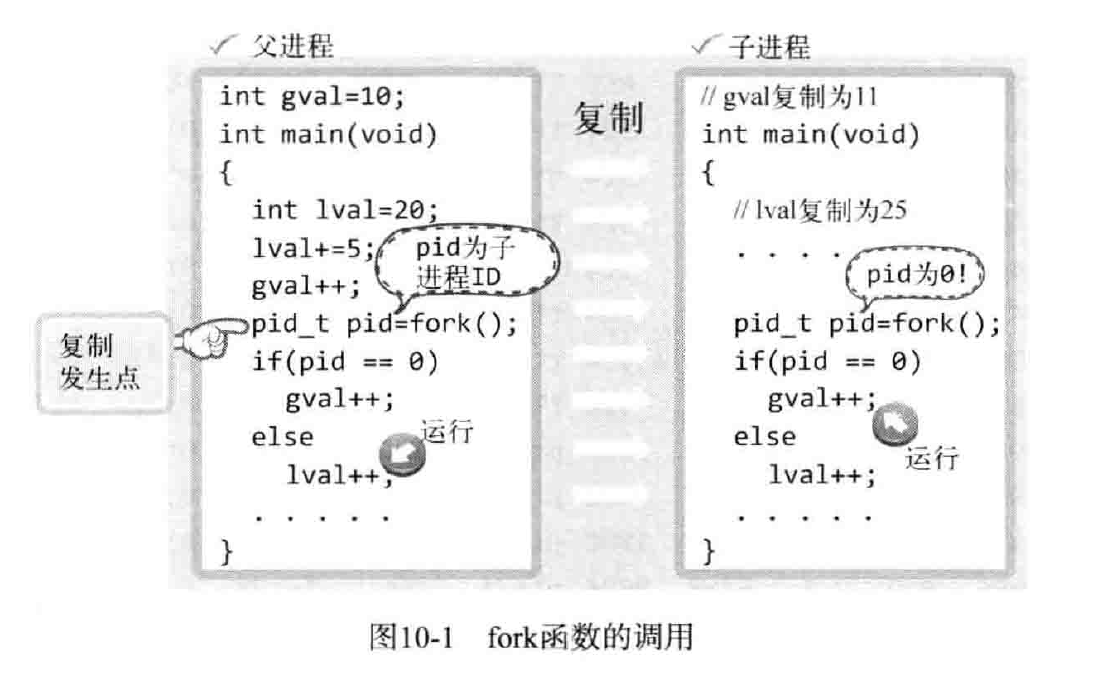 ✓ 父进程
int gval=10;
int main(void)
{
int lval=20;
lval+=5;
gval++;
pid_t pid=fork();
if(pid == 0)
gval++;
else
lval++;
. . . . .
}
pid为子
进程ID
运行
复制
发生点
复制
✓ 子进程
// gval复制为11
int main(void)
{
// lval复制为25
. . . .
pid为0!
pid_t pid=fork();
if(pid == 0)
gval++;
else
lval++;
. . . . .
}
运行
图10-1 fork函数的调用